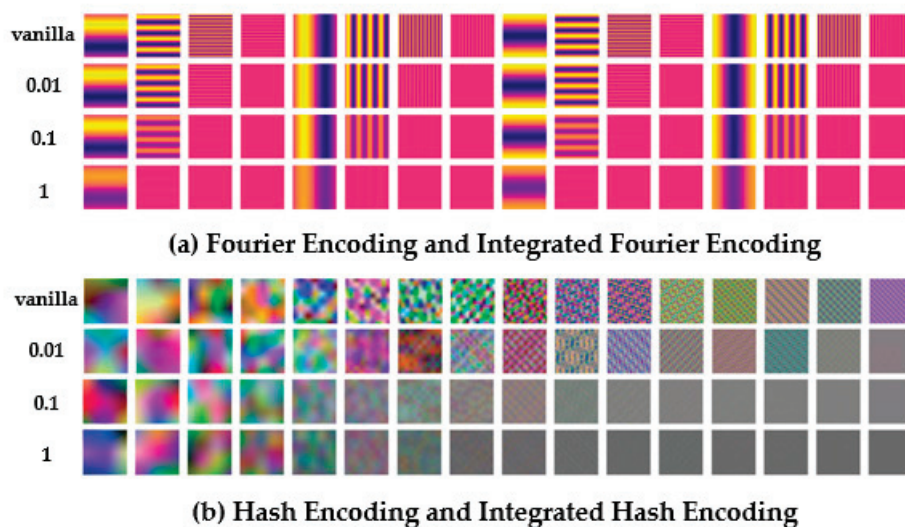 vanilla
0.01
0.1
1
(a) Fourier Encoding and Integrated Fourier Encoding
vanilla
0.01
0.1
1
(b) Hash Encoding and Integrated Hash Encoding